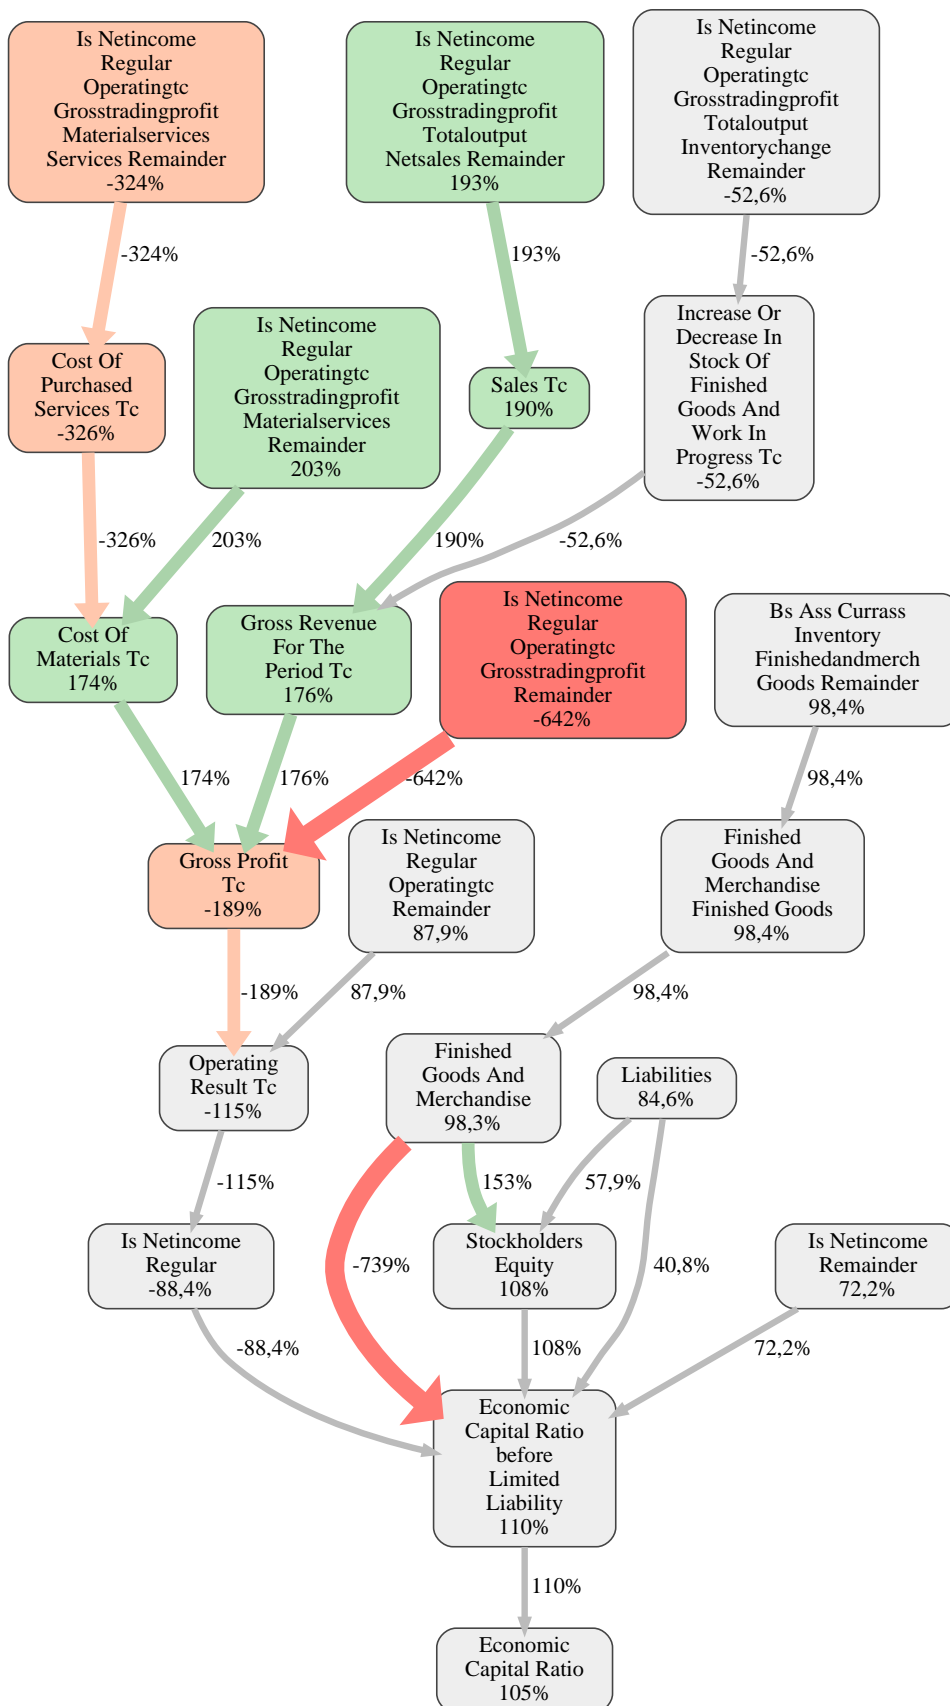 Is Netincome
Regular
Operatingtc
Grosstradingprofit
Materialservices
Services Remainder
-324%
Is Netincome
Regular
Operatingtc
Grosstradingprofit
Totaloutput
Netsales Remainder
193%
Is Netincome
Regular
Operatingtc
Grosstradingprofit
Totaloutput
Inventorychange
Remainder
-52,6%
-324%
193%
-52,6%
Cost Of
Purchased
Services Tc
-326%
Is Netincome
Regular
Operatingtc
Grosstradingprofit
Materialservices
Remainder
203%
Sales Tc
190%
Increase Or
Decrease In
Stock Of
Finished
Goods And
Work In
Progress Tc
-52,6%
-326%
203%
190%
-52,6%
Cost Of
Materials Tc
174%
Gross Revenue
For The
Period Tc
176%
Is Netincome
Regular
Operatingtc
Grosstradingprofit
Remainder
-642%
Bs Ass Currass
Inventory
Finishedandmerch
Goods Remainder
98,4%
174%
176%
-642%
98,4%
Gross Profit
Tc
-189%
Is Netincome
Regular
Operatingtc
Remainder
87,9%
Finished
Goods And
Merchandise
Finished Goods
98,4%
-189%
87,9%
98,4%
Operating
Result Tc
-115%
Finished
Goods And
Merchandise
98,3%
Liabilities
84,6%
-115%
-739%
153%
57,9%
40,8%
Is Netincome
Regular
-88,4%
Stockholders
Equity
108%
Is Netincome
Remainder
72,2%
-88,4%
108%
72,2%
Economic
Capital Ratio
before
Limited
Liability
110%
110%
Economic
Capital Ratio
105%